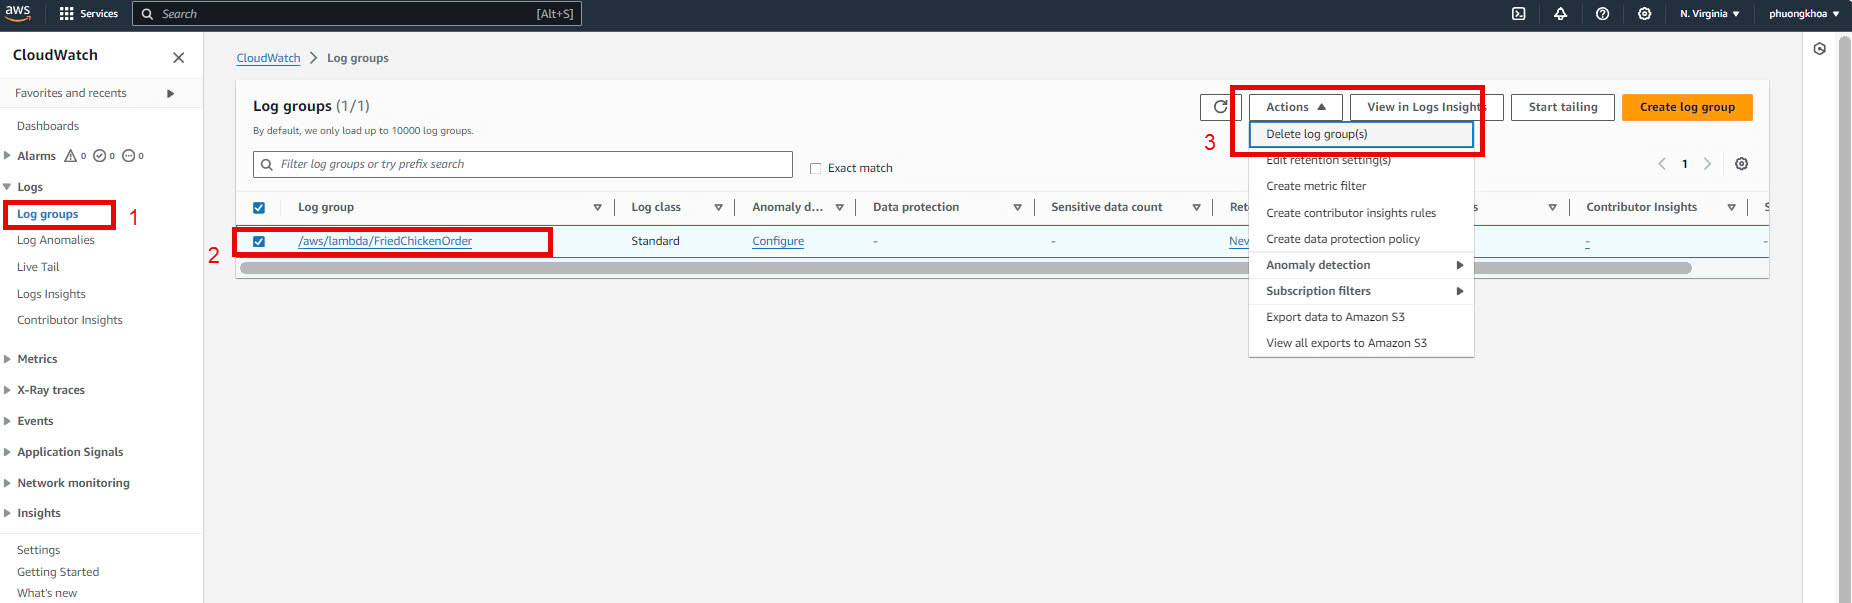 aws
Services
Search
[Alt+S]
N. Virginia
phuongkhoa
CloudWatch
Favorites and recents
Dashboards
Alarms 0 0 0
Logs
Log groups
1
Log Anomalies
Live Tail
Logs Insights
Contributor Insights
Metrics
X-Ray traces
Events
Application Signals
Network monitoring
Insights
Settings
Getting Started
What's new
CloudWatch
Log groups
Log groups (1/1)
By default, we only load up to 10000 log groups.
Actions
View in Logs Insights
Start tailing
Create log group
3
Filter log groups or try prefix search
Exact match
1
Delete log group(s)
Edit retention setting(s)
Create metric filter
Create contributor insights rules
Create data protection policy
Anomaly detection
Subscription filters
Export data to Amazon S3
View all exports to Amazon S3
Log group
Log class
Anomaly d...
Data protection
Sensitive data count
Contributor Insights
2
/aws/lambda/FriedChickenOrder
Standard
Configure
-
-
-
-